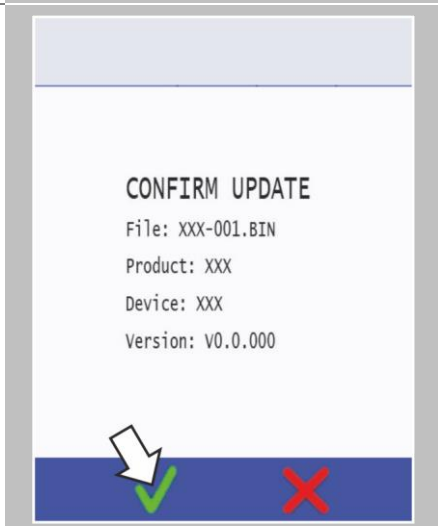 CONFIRM UPDATE
File: XXX-001.BIN
Product: XXX
Device: XXX
Version: V0.0.000